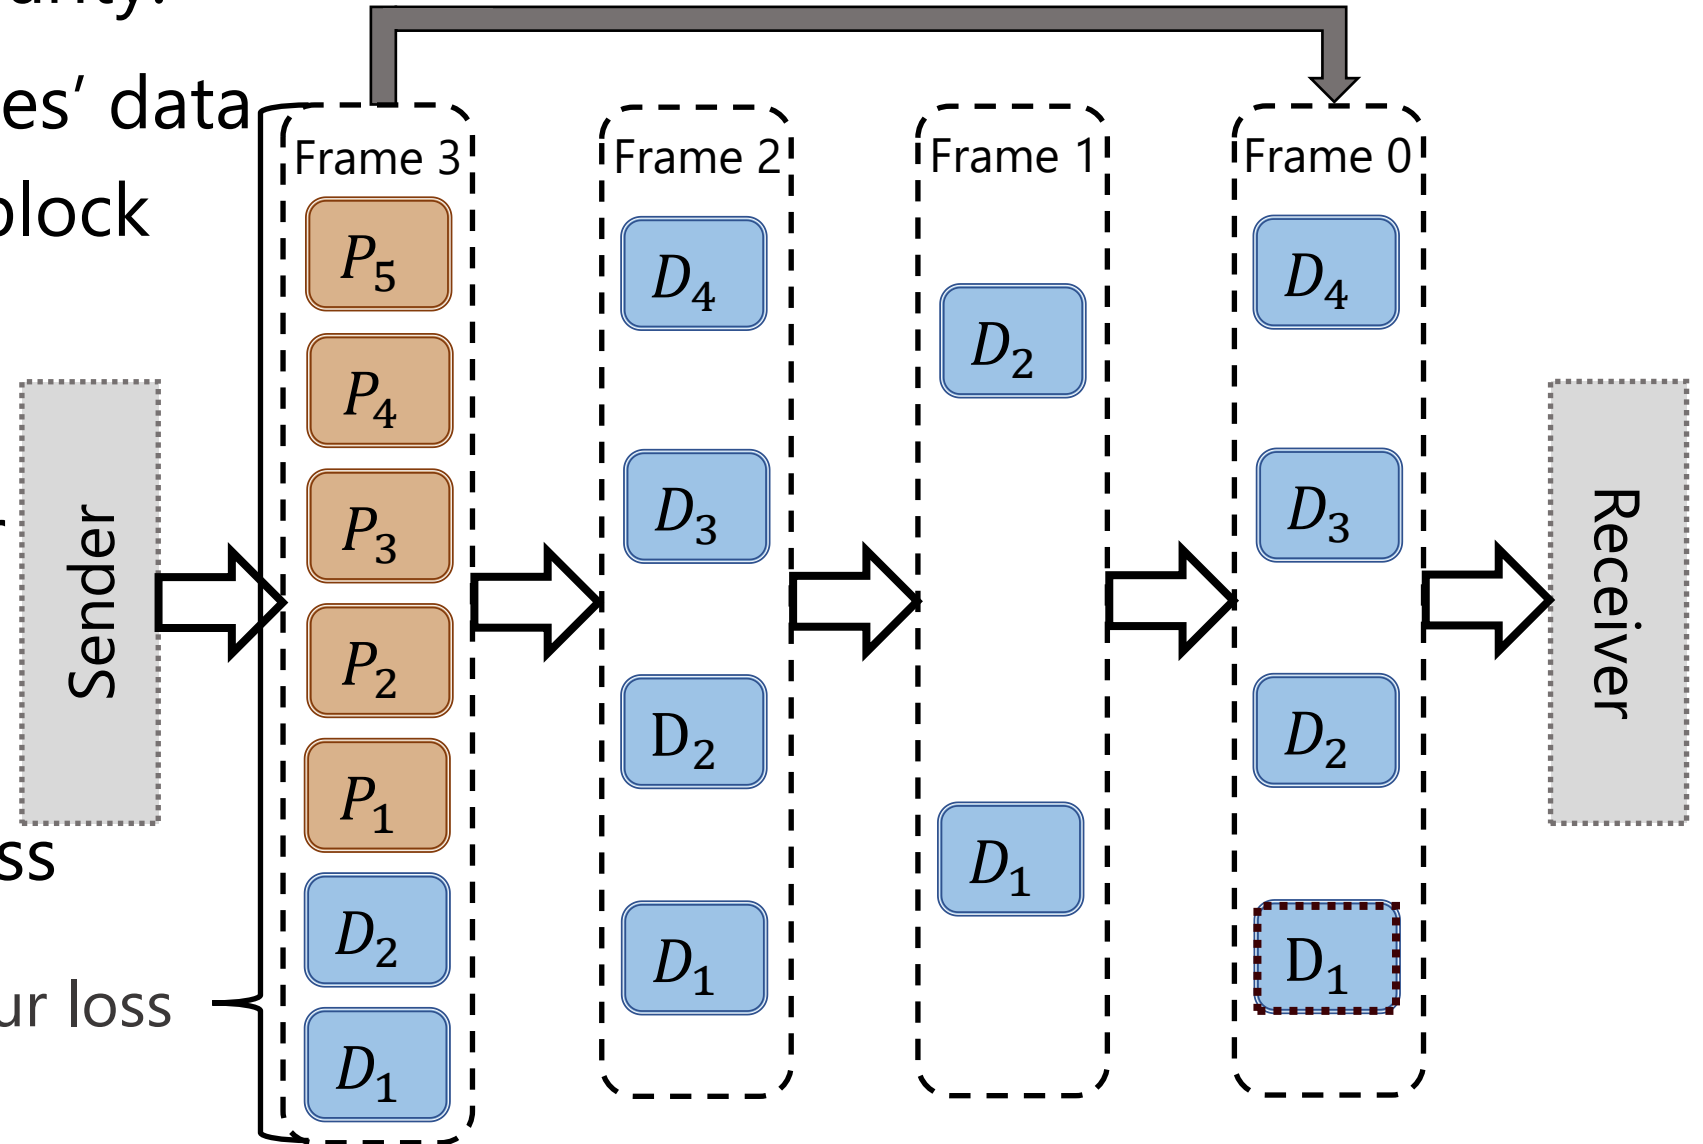 es' data
block
ss
ur loss
Sender
Frame 3
P5
P4
P3
P2
P1
D2
D1
Frame 2
D4
D3
D2
D1
Frame 1
D2
D1
Frame 0
D4
D3
D2
D1
Receiver